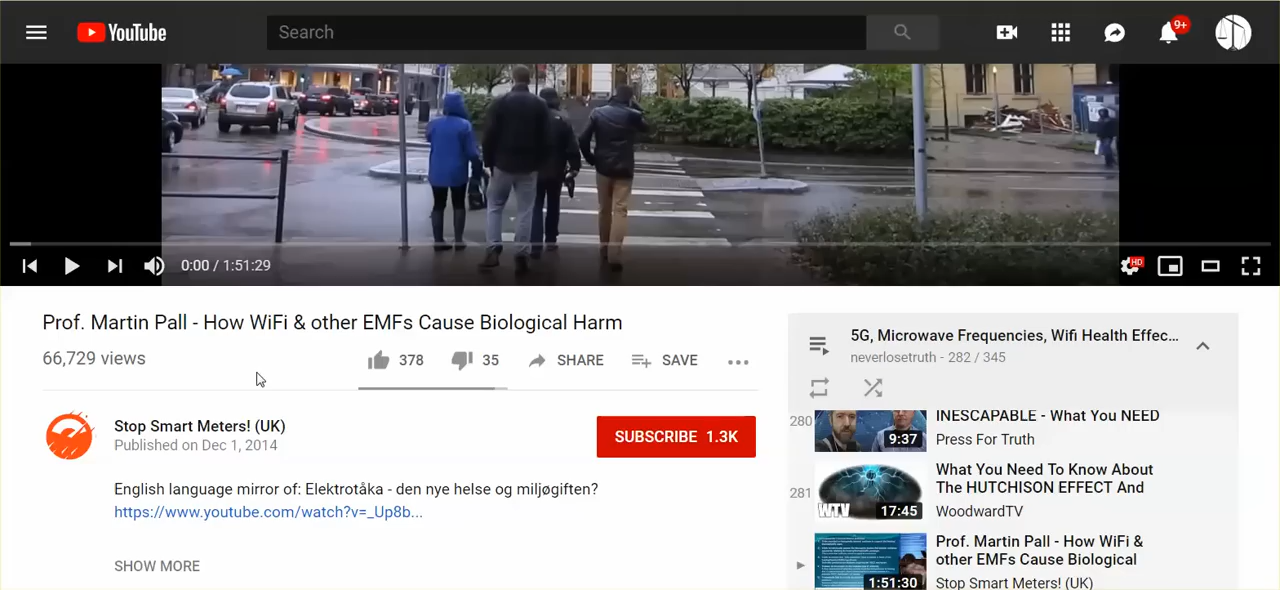 YouTube
Search
9+
0:00 / 1:51:29
HD
Prof. Martin Pall - How WiFi & other EMFs Cause Biological Harm
66,729 views
378
35
SHARE
SAVE
Stop Smart Meters! (UK)
Published on Dec 1, 2014
SUBSCRIBE 1.3K
English language mirror of: Elektrotåka - den nye helse og miljøgiften?
https://www.youtube.com/watch?v=_Up8b...
SHOW MORE
5G, Microwave Frequencies, Wifi Health Effec...
neverlosetruth - 282 / 345
280
9:37
INESCAPABLE - What You NEED
Press For Truth
281
WTV
17:45
What You Need To Know About
The HUTCHISON EFFECT And
WoodwardTV
1:51:30
Prof. Martin Pall - How WiFi &
other EMFs Cause Biological
Stop Smart Meters! (UK)